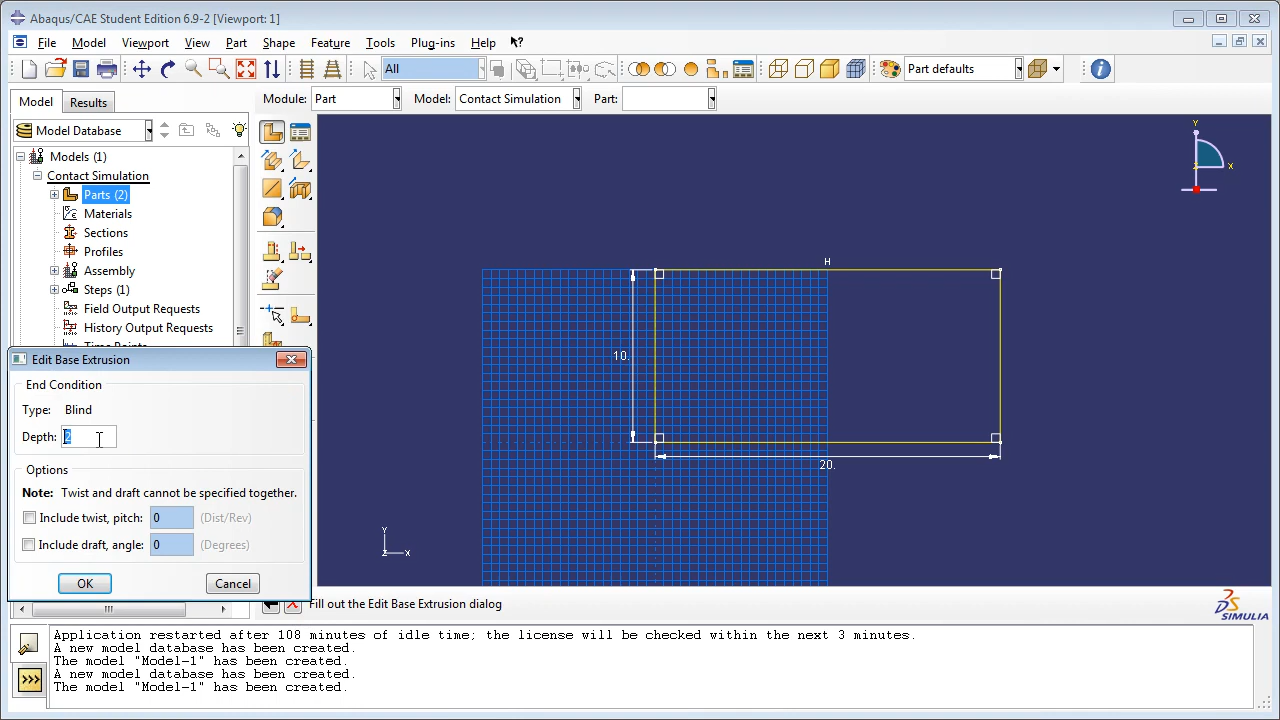 Abaqus/CAE Student Edition 6.9-2 [Viewport: 1]
File Model Viewport View Part Shape Feature Tools Plug-ins Help
All Part defaults
Model Results Module: Part Model: Contact Simulation Part:
Model Database
Models (1)
Contact Simulation
Parts (2)
Materials
Sections
Profiles
Assembly
Steps (1)
Field Output Requests
History Output Requests
Edit Base Extrusion
End Condition
Type: Blind
Depth: 2
Options
Note: Twist and draft cannot be specified together.
Include twist, pitch: 0 (Dist/Rev)
Include draft, angle: 0 (Degrees)
OK Cancel
Y
X
Z
H
10.
20.
Y
Z X
Fill out the Edit Base Extrusion dialog
SIMULIA
Application restarted after 108 minutes of idle time; the license will be checked within the next 3 minutes.
A new model database has been created.
The model "Model-1" has been created.
A new model database has been created.
The model "Model-1" has been created.
>>>